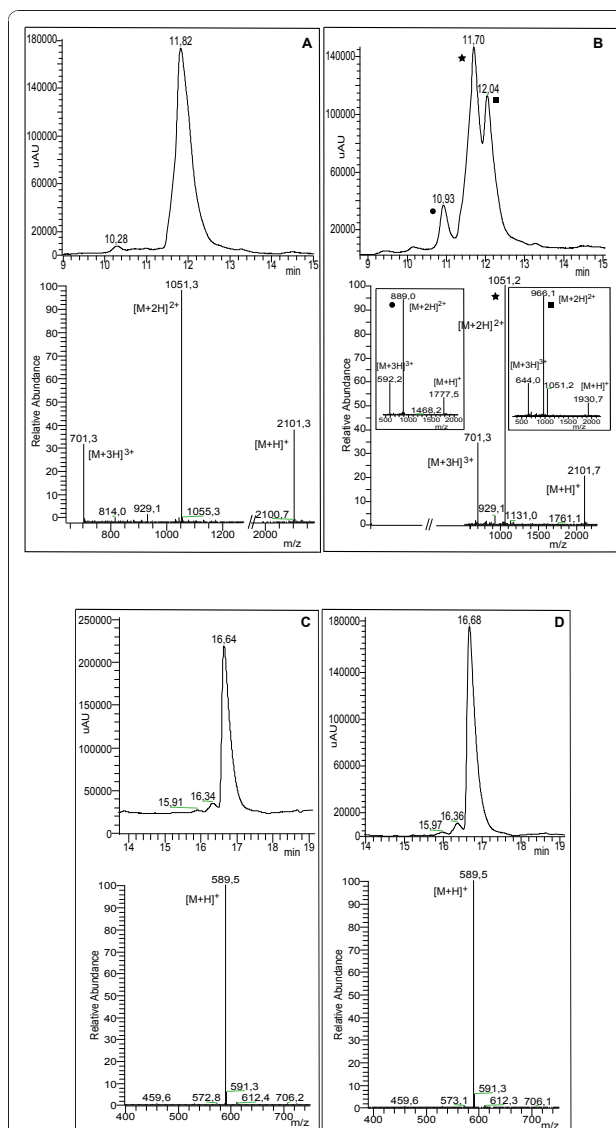 A
180000
140000
100000
60000
20000
0
uAU
11,82
10,28
9 10 11 12 13 14 15
min
100
90
80
70
60
50
40
30
20
10
0
Relative Abundance
1051,3
[M+2H]2+
2101,3
[M+H]+
701,3
[M+3H]3+
814,0
929,1
1055,3
2100,7
800 1000 1200 2000
m/z
B
140000
100000
60000
20000
uAU
11,70
12,04
10,93
9 10 11 12 13 14 15
min
100
90
80
70
60
50
40
30
20
10
0
Relative Abundance
1051,2
[M+2H]2+
889,0
[M+2H]2+
[M+3H]3+
592,2
[M+H]+
1777,5
1468,2
500 1000 1500 2000
m/z
966,1
[M+2H]2+
[M+3H]3+
644,0
1051,2
[M+H]+
1930,7
500 1000 1500 2000
m/z
701,3
[M+3H]3+
2101,7
[M+H]+
929,1
1131,0
1761,1
1000 1500 2000
m/z
C
250000
200000
150000
100000
50000
0
uAU
16,64
15,91
16,34
14 15 16 17 18 19
min
100
90
80
70
60
50
40
30
20
10
0
Relative Abundance
589,5
[M+H]+
591,3
459,6
572,8
612,4
706,2
400 500 600 700
m/z
D
180000
140000
100000
60000
20000
0
uAU
16,68
15,97
16,36
14 15 16 17 18 19
min
100
90
80
70
60
50
40
30
20
10
0
Relative Abundance
589,5
[M+H]+
591,3
459,6
573,1
612,3
706,1
400 500 600 700
m/z